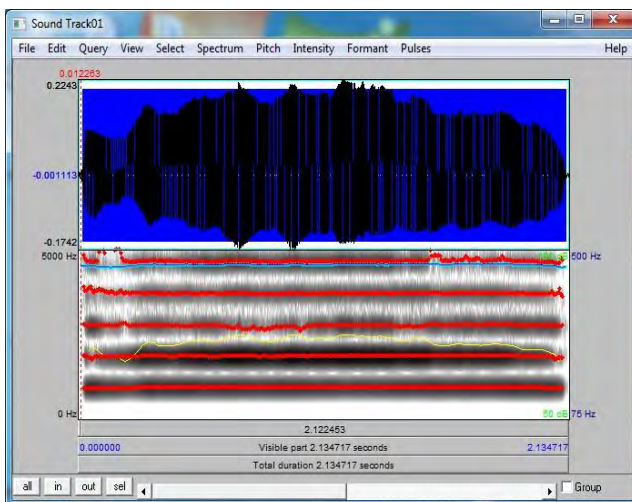 Sound Track01
File Edit Query View Select Spectrum Pitch Intensity Formant Pulses Help
0.012263
0.2243
-0.001113
-0.1742
5000 Hz 500 Hz
0 Hz 50 dB 75 Hz
2.122453
0.000000 Visible part 2.134717 seconds 2.134717
Total duration 2.134717 seconds
all in out sel Group